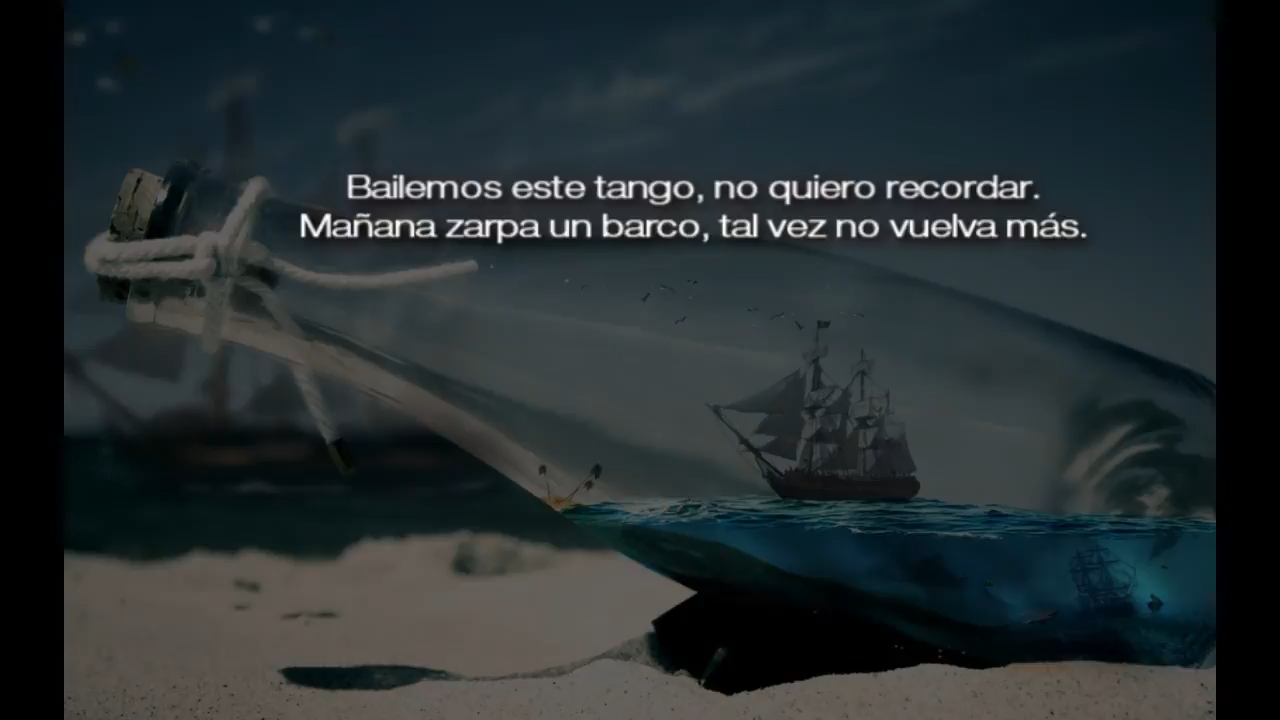 Bailemos este tango, no quiero recordar.
Mañana zarpa un barco, tal vez no vuelva más.